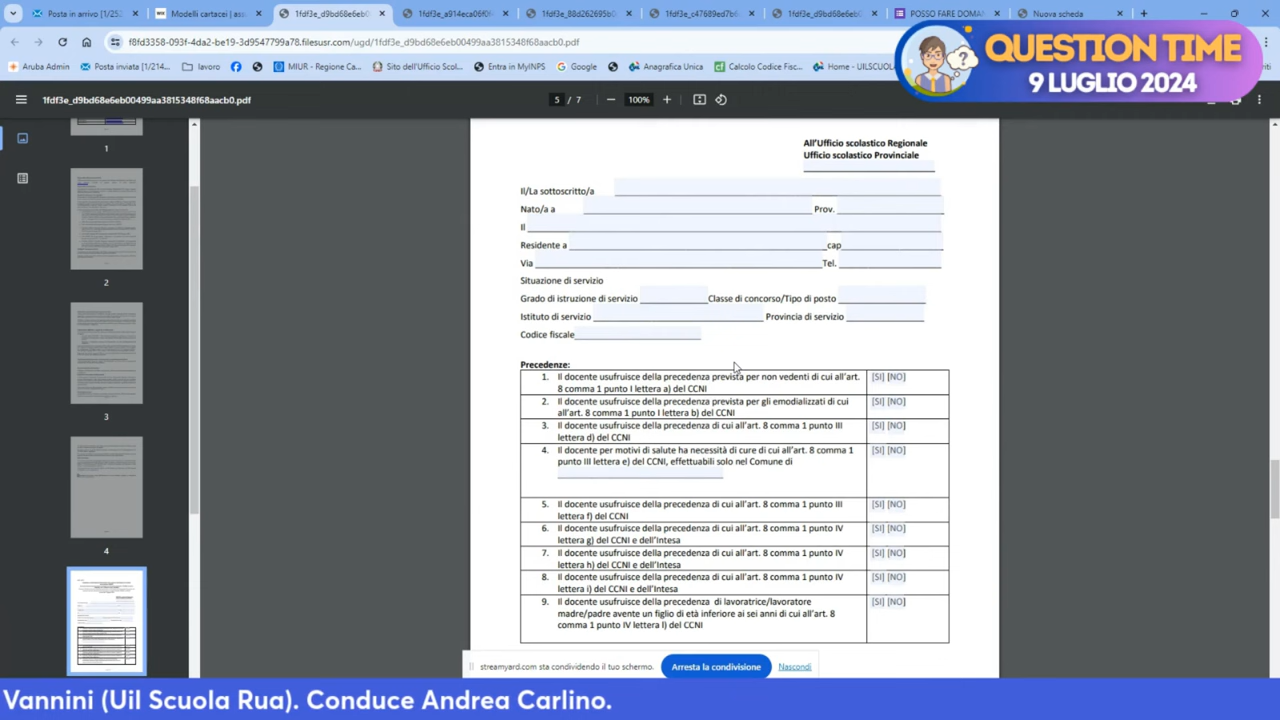 Posta in arrivo (1/252
Modelli cartacei | asa
1fdf3e_d9bd68e6eb0
1fdf3e_a914eca06f0
1fdf3e_88d262695b0
1fdf3e_c47689ed7b6
1fdf3e_d9bd68e6eb0
POSSO FARE DOMAN
Nuova scheda
f8fd3358-093f-4da2-be19-3d9547799a78.filesusr.com/ugd/1fdf3e_d9bd68e6eb00499aa3815348f68aacb0.pdf
QUESTION TIME
9 LUGLIO 2024
Aruba Admin
Posta inviata [1/214...
lavoro
MIUR - Regione Ca...
Sito dell'Ufficio Scol...
Entra in MyINPS
Google
Anagrafica Unica
Calcolo Codice Fisc...
Home - UILSCUOLA
1fdf3e_d9bd68e6eb00499aa3815348f68aacb0.pdf
5 / 7
100%
1
2
3
4
All'Ufficio scolastico Regionale
Ufficio scolastico Provinciale
Il/La sottoscritto/a
Nato/a a Prov.
Il
Residente a cap
Via Tel.
Situazione di servizio
Grado di istruzione di servizio Classe di concorso/Tipo di posto
Istituto di servizio Provincia di servizio
Codice fiscale
Precedenze:
1. Il docente usufruisce della precedenza prevista per non vedenti di cui all'art. [SI] [NO]
8 comma 1 punto I lettera a) del CCNI
2. Il docente usufruisce della precedenza prevista per gli emodializzati di cui [SI] [NO]
all'art. 8 comma 1 punto I lettera b) del CCNI
3. Il docente usufruisce della precedenza di cui all'art. 8 comma 1 punto III [SI] [NO]
lettera d) del CCNI
4. Il docente per motivi di salute ha necessità di cure di cui all'art. 8 comma 1 [SI] [NO]
punto III lettera e) del CCNI, effettuabili solo nel Comune di
5. Il docente usufruisce della precedenza di cui all'art. 8 comma 1 punto III [SI] [NO]
lettera f) del CCNI
6. Il docente usufruisce della precedenza di cui all'art. 8 comma 1 punto IV [SI] [NO]
lettera g) del CCNI e dell'Intesa
7. Il docente usufruisce della precedenza di cui all'art. 8 comma 1 punto IV [SI] [NO]
lettera h) del CCNI e dell'Intesa
8. Il docente usufruisce della precedenza di cui all'art. 8 comma 1 punto IV [SI] [NO]
lettera i) del CCNI e dell'Intesa
9. Il docente usufruisce della precedenza di lavoratrice/lavoratore [SI] [NO]
madre/padre avente un figlio di età inferiore ai sei anni di cui all'art. 8
comma 1 punto IV lettera l) del CCNI
streamyard.com sta condividendo il tuo schermo.
Arresta la condivisione
Nascondi
Vannini (Uil Scuola Rua). Conduce Andrea Carlino.